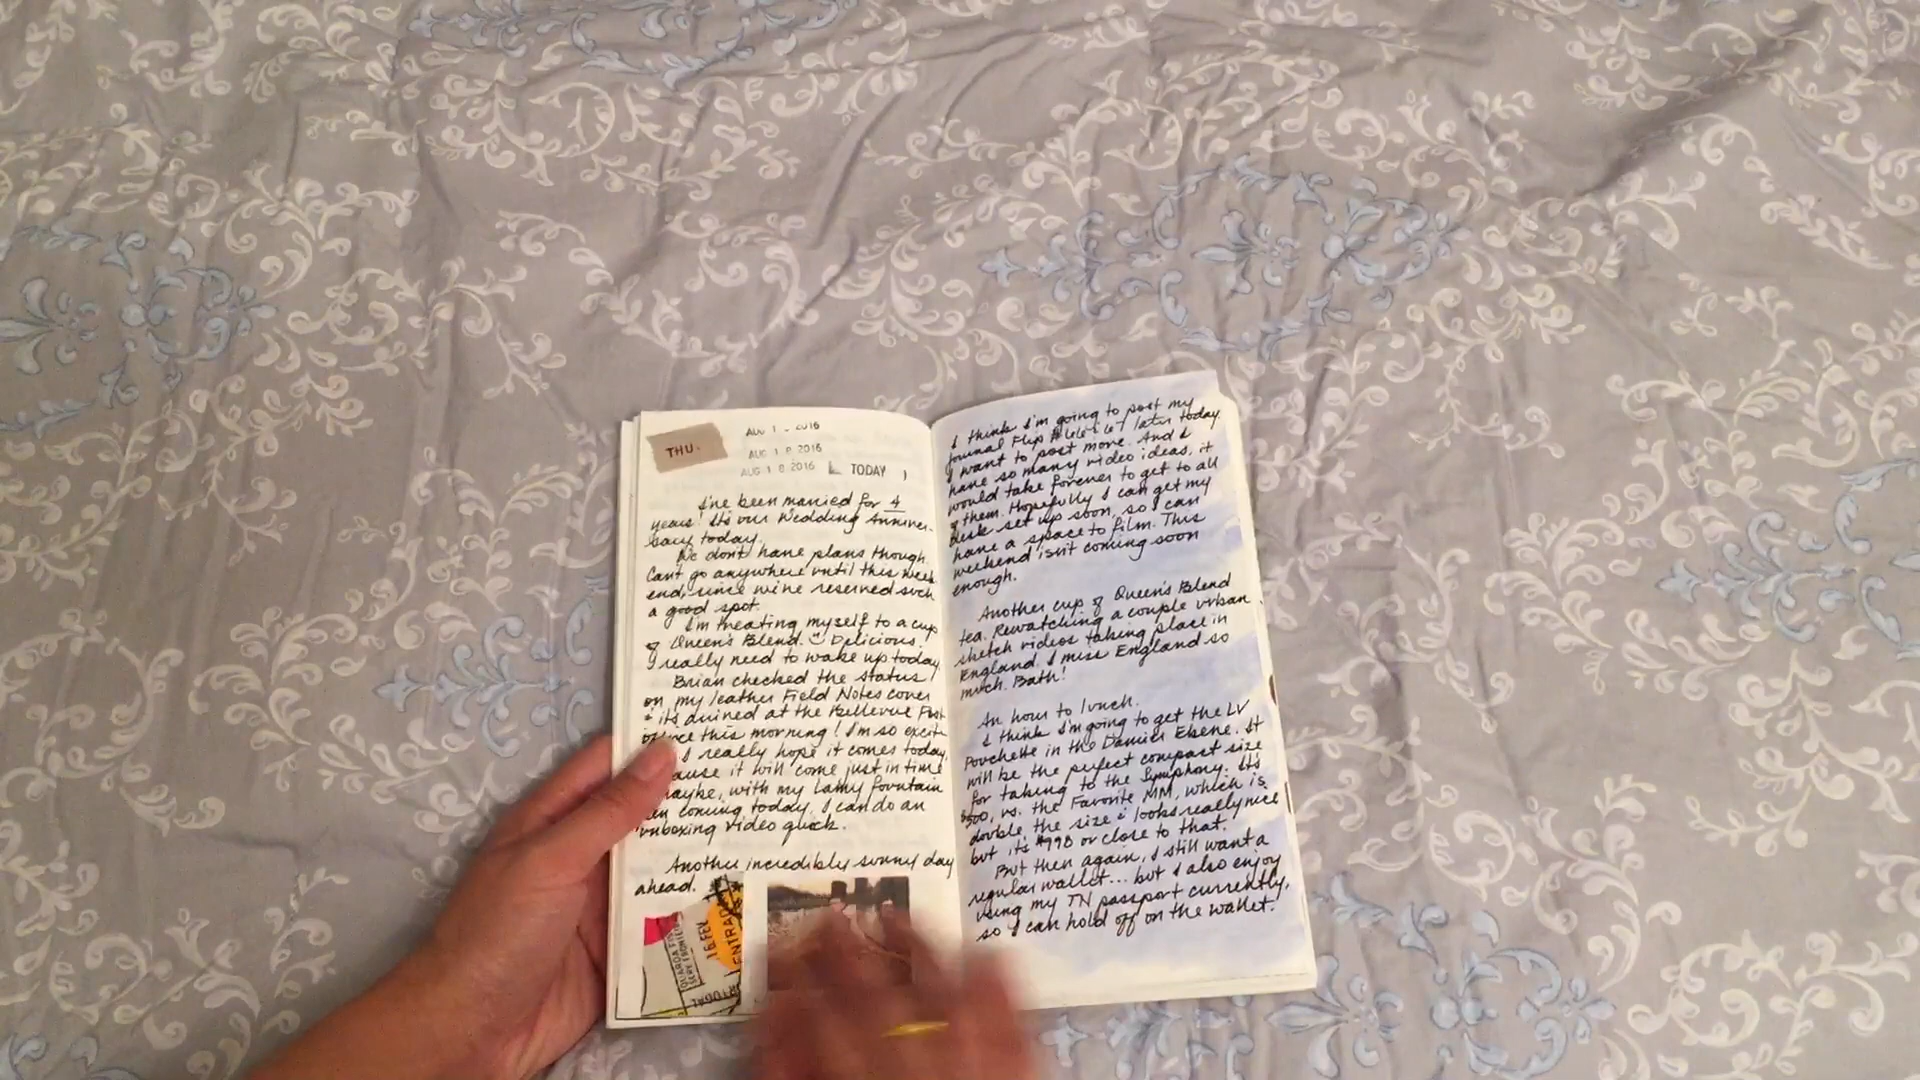 THU.
AUG 1 2016
AUG 18 2016
AUG 18 2016 TODAY
I've been married for 4
years! It's our Wedding Anniver-
sary today.
We don't have plans though.
Can't go anywhere until this week
end, since we've reserved such
a good spot.
I'm treating myself to a cup
of Queen's Blend. Delicious!
I really need to wake up today.
Brian checked the status
on my leather Field Notes cover
& it's arrived at the Bellevue Post
this morning! I'm so excit
I really hope it comes today,
cause it will come just in time
maybe, with my Lamy fountain
coming today. I can do an
unboxing video quick.
Another incredibly sunny day
ahead.
16 FEV
ENTRA
I think I'm going to post my
Journal Flip later today.
I want to post more. And I
have so many video ideas, it
would take forever to get to all
of them. Hopefully I can get my
desk set up soon, so I can
have a space to film. This
weekend isn't coming soon
enough.
Another cup of Queen's Blend
tea. Rewatching a couple urban
sketch videos taking place in
England. I miss England so
much. Bath!
An hour to lunch.
I think I'm going to get the LV
Pochette in the Damier Ebene. It
will be the perfect compact size
for taking to the Symphony. It's
$500, vs. the Favorite MM, which is
double the size & looks really nice
but it's $990 or close to that.
But then again, I still want a
regular wallet... but I also enjoy
using my TN passport currently,
so I can hold off on the wallet.